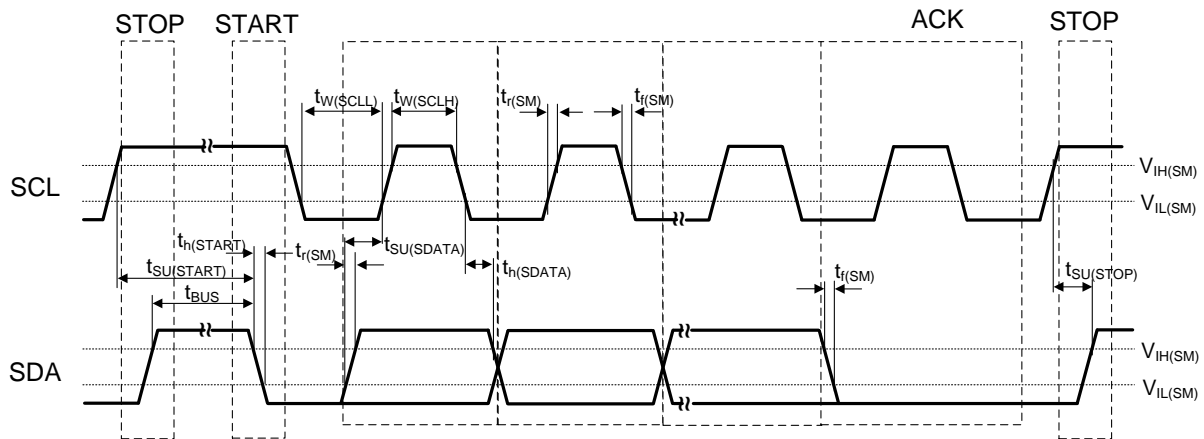 STOP START ACK STOP
tW(SCLL) tW(SCLH) tr(SM) tf(SM)
VIH(SM)
SCL
VIL(SM)
th(START) tr(SM) tSU(SDATA) th(SDATA) tf(SM) tSU(STOP)
tSU(START)
tBUS
VIH(SM)
SDA
VIL(SM)